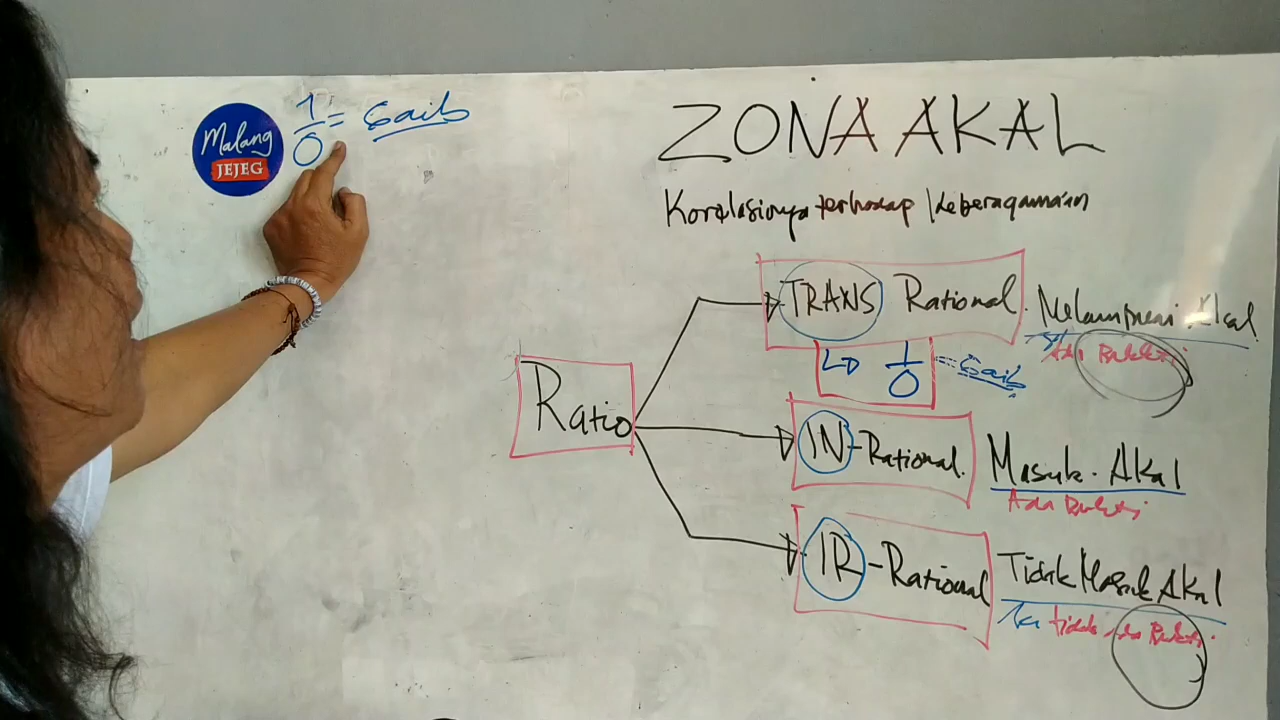 Malang
JEJEG
1/0 = Gaib
ZONA AKAL
Korelasinya terhadap Keberagamaan
TRANS Rational. Melampaui Akal
Ada Bukti
→ 1/0 = Gaib
Ratio
IN-Rational. Masuk Akal
Ada Bukti
IR-Rational Tidak Masuk Akal
tidak ada Bukti.